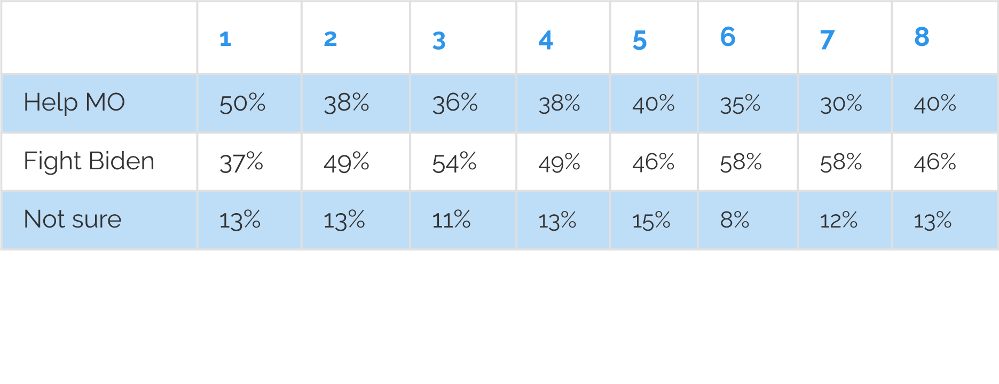 1 2 3 4 5 6 7 8
Help MO 50% 38% 36% 38% 40% 35% 30% 40%
Fight Biden 37% 49% 54% 49% 46% 58% 58% 46%
Not sure 13% 13% 11% 13% 15% 8% 12% 13%